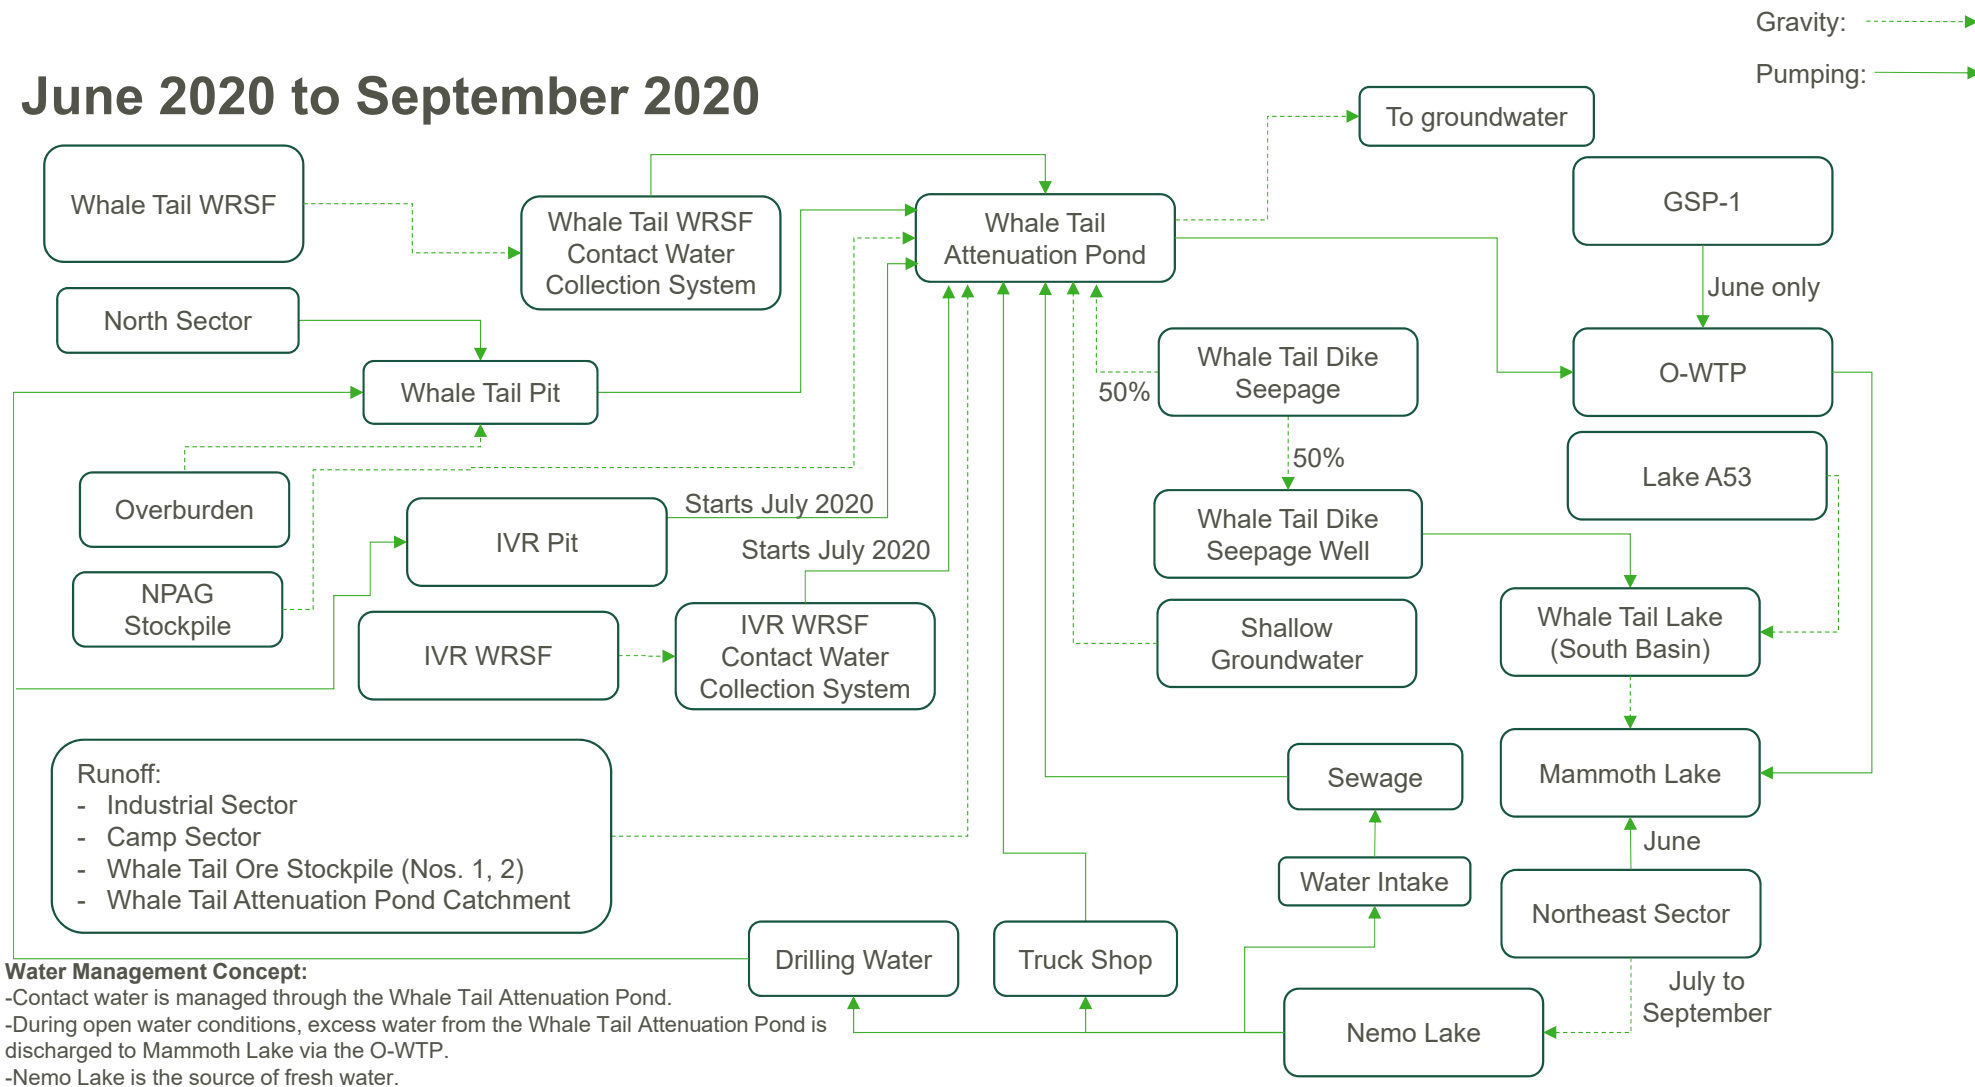 Gravity:
Pumping:
June 2020 to September 2020
To groundwater
Whale Tail WRSF
Whale Tail WRSF
Contact Water
Collection System
Whale Tail
Attenuation Pond
GSP-1
June only
North Sector
Whale Tail Pit
Whale Tail Dike
Seepage
50%
50%
O-WTP
Lake A53
Overburden
Starts July 2020
IVR Pit
Starts July 2020
Whale Tail Dike
Seepage Well
NPAG
Stockpile
IVR WRSF
IVR WRSF
Contact Water
Collection System
Shallow
Groundwater
Whale Tail Lake
(South Basin)
Runoff:
- Industrial Sector
- Camp Sector
- Whale Tail Ore Stockpile (Nos. 1, 2)
- Whale Tail Attenuation Pond Catchment
Sewage
Mammoth Lake
June
Water Intake
Northeast Sector
Drilling Water
Truck Shop
July to
September
Nemo Lake
Water Management Concept:
-Contact water is managed through the Whale Tail Attenuation Pond.
-During open water conditions, excess water from the Whale Tail Attenuation Pond is
discharged to Mammoth Lake via the O-WTP.
-Nemo Lake is the source of fresh water.